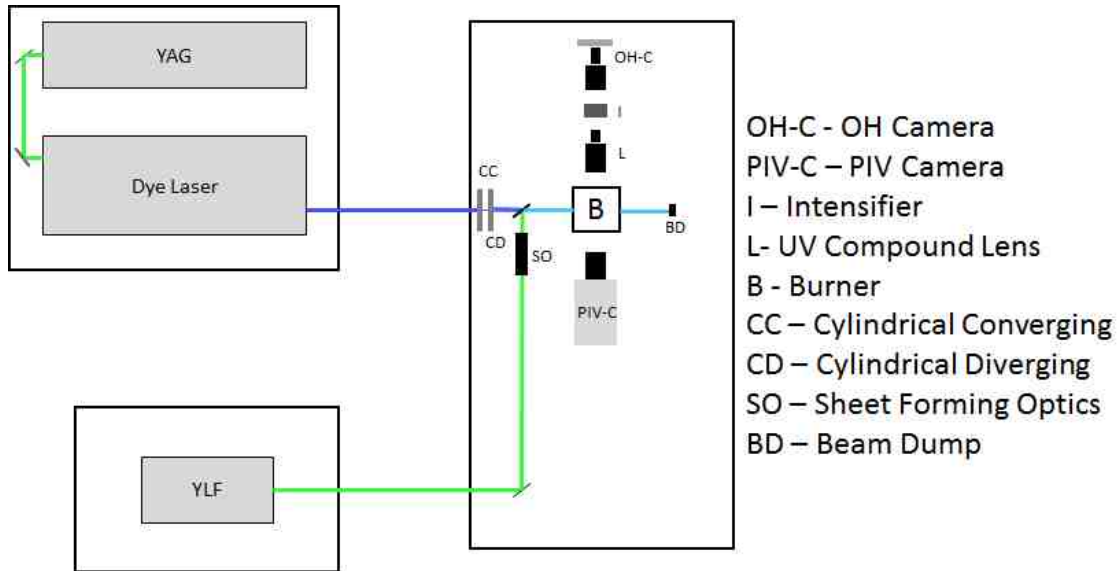 YAG
Dye Laser
YLF
OH-C
I
L
CC
CD
SO
B
BD
PIV-C
OH-C - OH Camera
PIV-C – PIV Camera
I – Intensifier
L- UV Compound Lens
B - Burner
CC – Cylindrical Converging
CD – Cylindrical Diverging
SO – Sheet Forming Optics
BD – Beam Dump